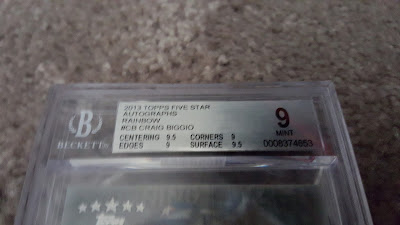 2013 TOPPS FIVE STAR
AUTOGRAPHS
RAINBOW
#CB CRAIG BIGGIO
CENTERING 9.5 CORNERS 9
EDGES 9 SURFACE 9.5
B
BECKETT
9
MINT
0008374853
Topps